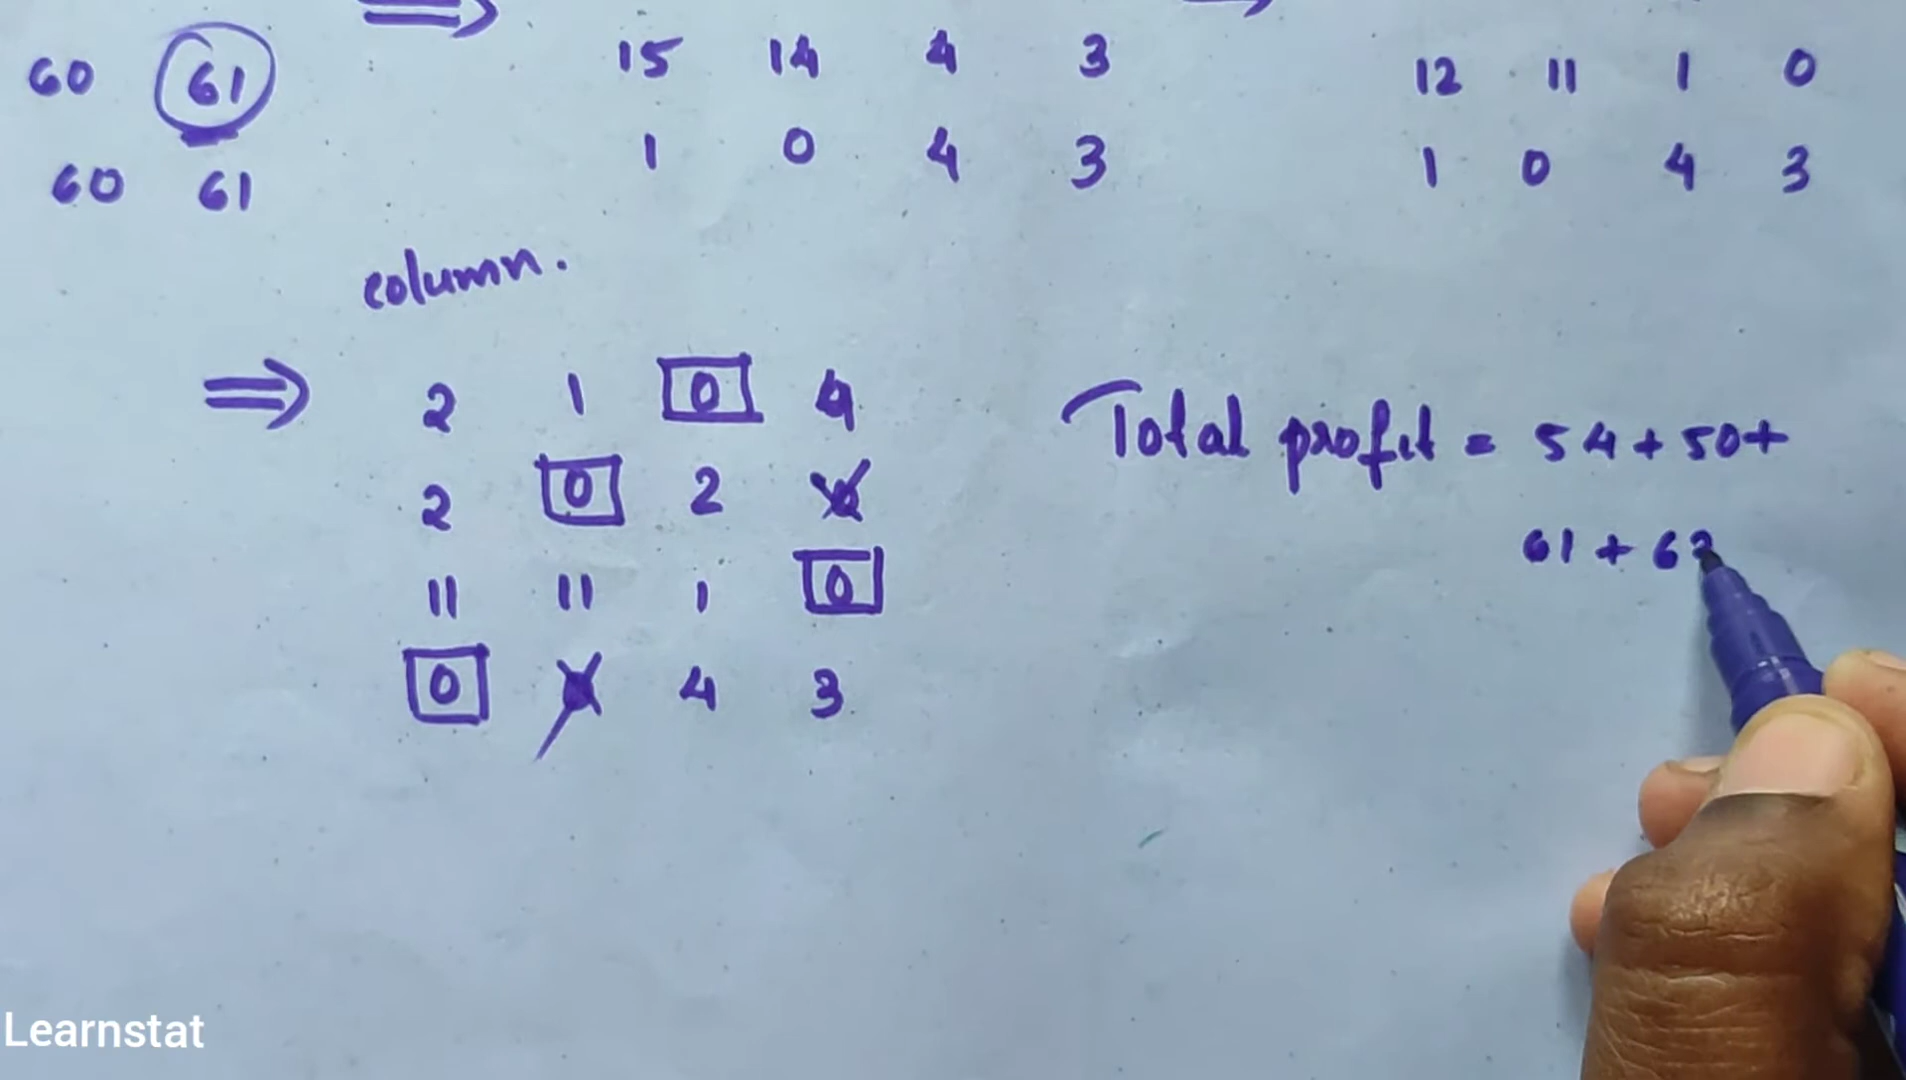 60 61 ⇒ 15 14 4 3 ⇒ 12 11 1 0
60 61 1 0 4 3 1 0 4 3
column.
⇒ 2 1 0 4
2 0 2
11 11 1 0
0 4 3
Total profit = 54 + 50 +
61 + 62
Learnstat